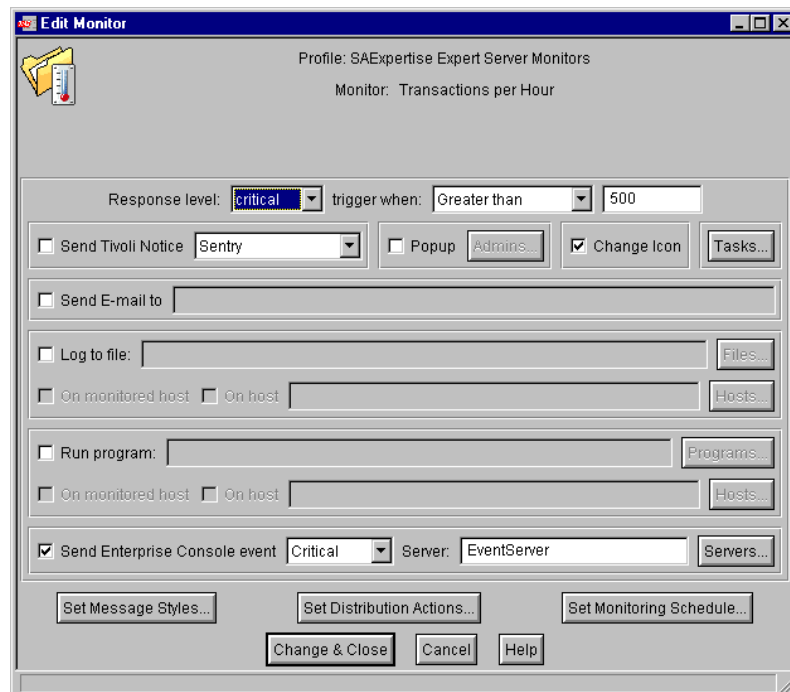 Edit Monitor
Profile: SAExpertise Expert Server Monitors
Monitor: Transactions per Hour
Response level: critical trigger when: Greater than 500
Send Tivoli Notice Sentry Popup Admins... Change Icon Tasks...
Send E-mail to
Log to file: Files...
On monitored host On host Hosts...
Run program: Programs...
On monitored host On host Hosts...
Send Enterprise Console event Critical Server: EventServer Servers...
Set Message Styles... Set Distribution Actions... Set Monitoring Schedule...
Change & Close Cancel Help